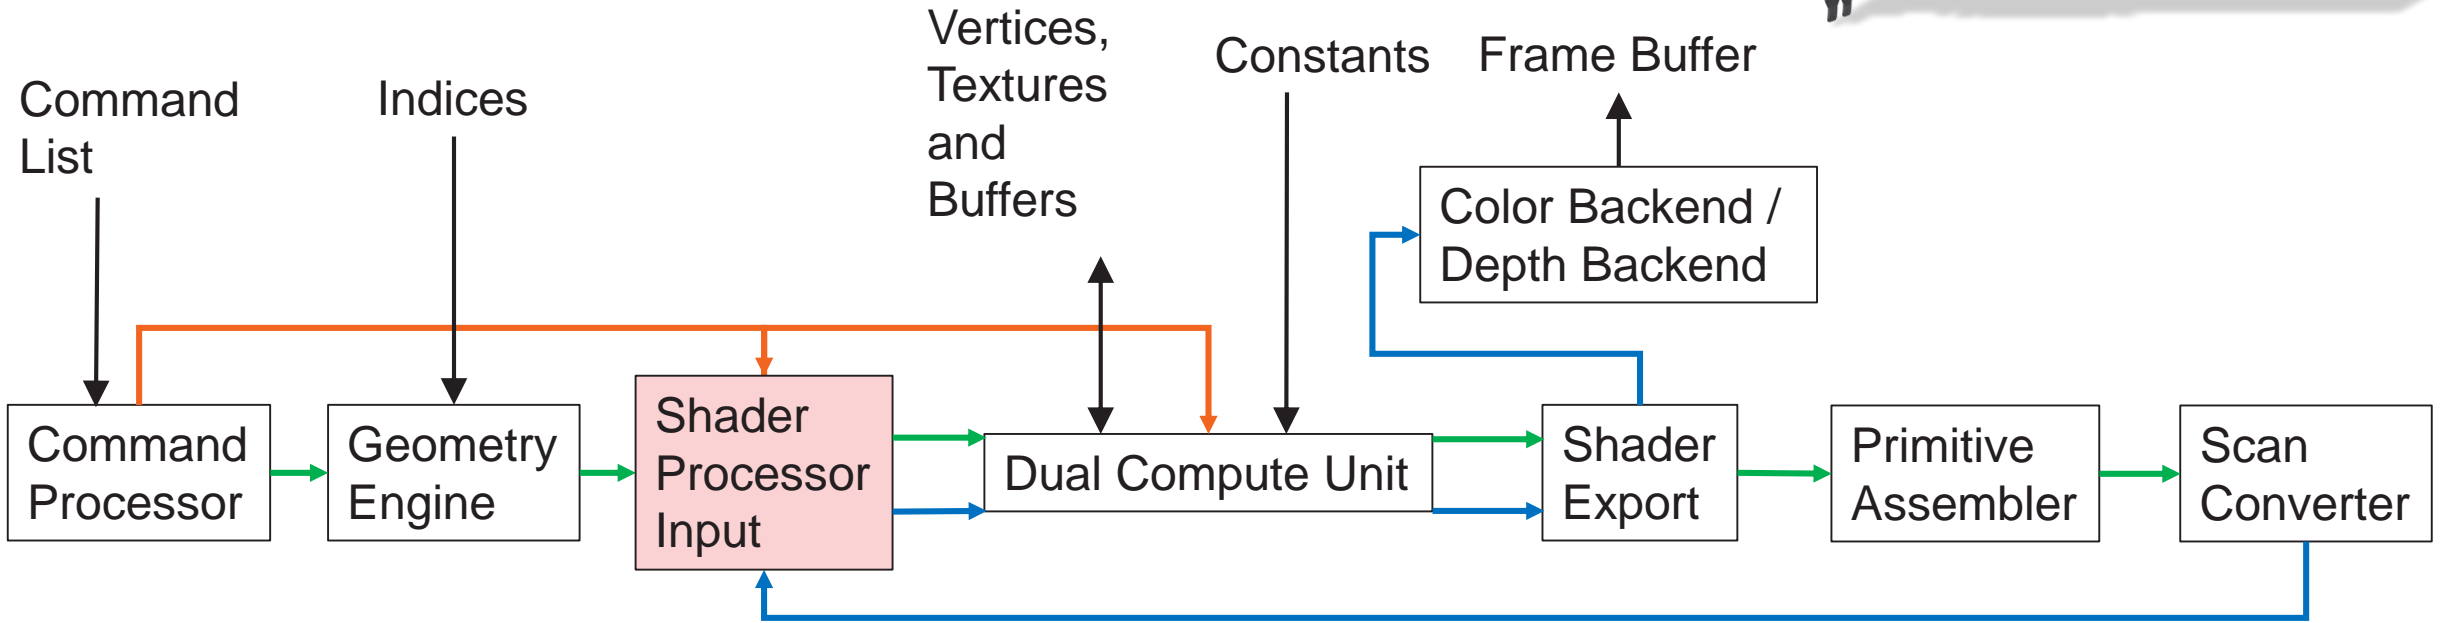 Vertices,
Textures
and
Buffers
Constants
Frame Buffer
Command
List
Indices
Color Backend /
Depth Backend
Command
Processor
Geometry
Engine
Shader
Processor
Input
Dual Compute Unit
Shader
Export
Primitive
Assembler
Scan
Converter